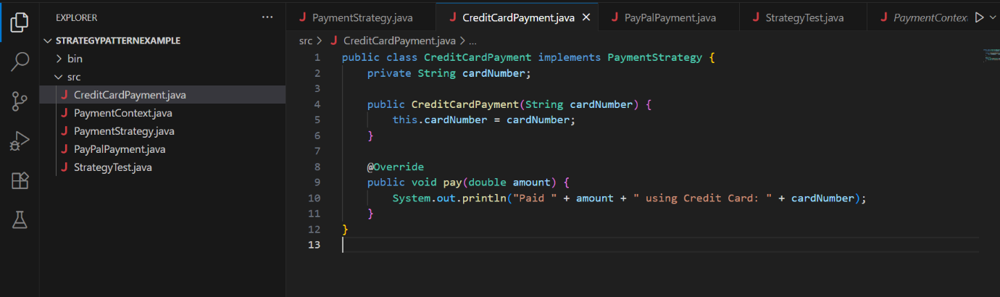 EXPLORER
...
STRATEGYPATTERNEXAMPLE
bin
src
CreditCardPayment.java
PaymentContext.java
PaymentStrategy.java
PayPalPayment.java
StrategyTest.java
PaymentStrategy.java CreditCardPayment.java PayPalPayment.java StrategyTest.java PaymentContex
src > CreditCardPayment.java > ...
1 public class CreditCardPayment implements PaymentStrategy {
2     private String cardNumber;
3
4     public CreditCardPayment(String cardNumber) {
5         this.cardNumber = cardNumber;
6     }
7
8     @Override
9     public void pay(double amount) {
10         System.out.println("Paid " + amount + " using Credit Card: " + cardNumber);
11     }
12 }
13